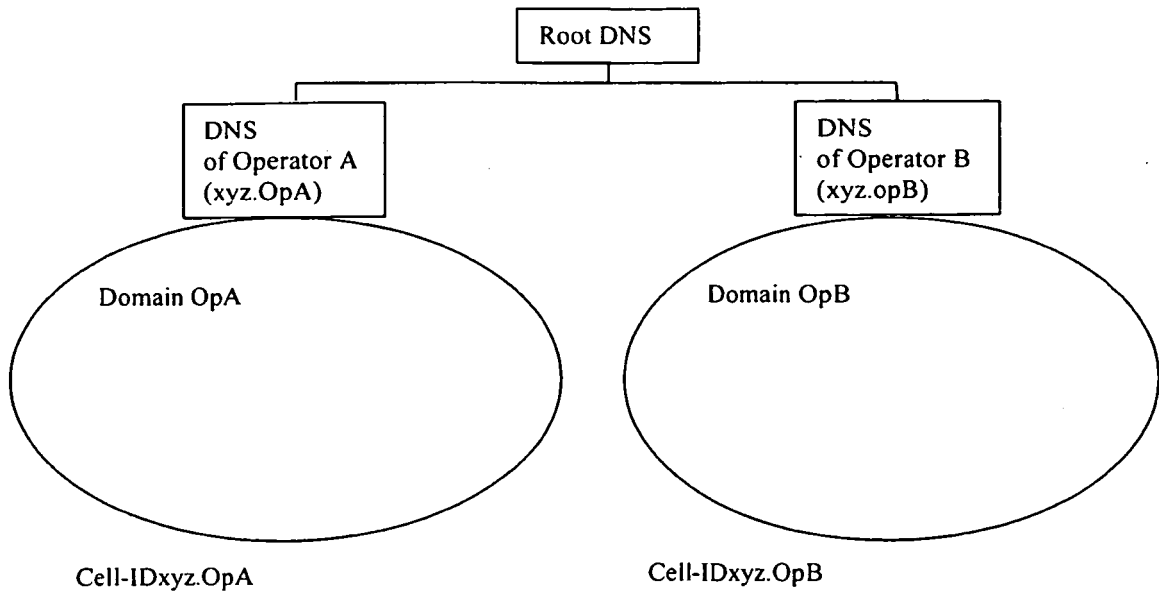 Root DNS
DNS
of Operator A
(xyz.OpA)
DNS
of Operator B
(xyz.opB)
Domain OpA
Domain OpB
Cell-IDxyz.OpA
Cell-IDxyz.OpB